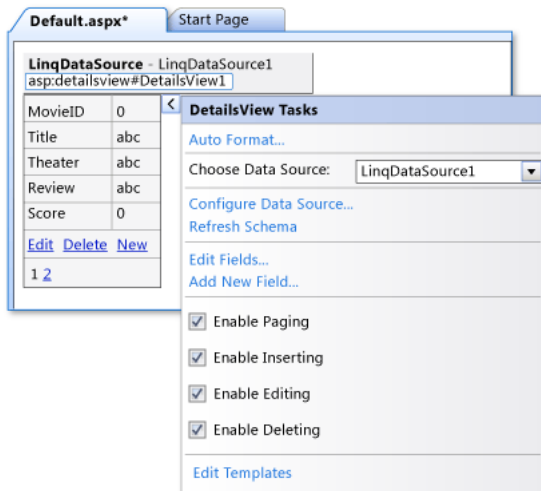 Default.aspx*
Start Page
LinqDataSource - LinqDataSource1
asp:detailsview#DetailsView1
MovieID 0
Title abc
Theater abc
Review abc
Score 0
Edit Delete New
1 2
DetailsView Tasks
Auto Format...
Choose Data Source: LinqDataSource1
Configure Data Source...
Refresh Schema
Edit Fields...
Add New Field...
Enable Paging
Enable Inserting
Enable Editing
Enable Deleting
Edit Templates